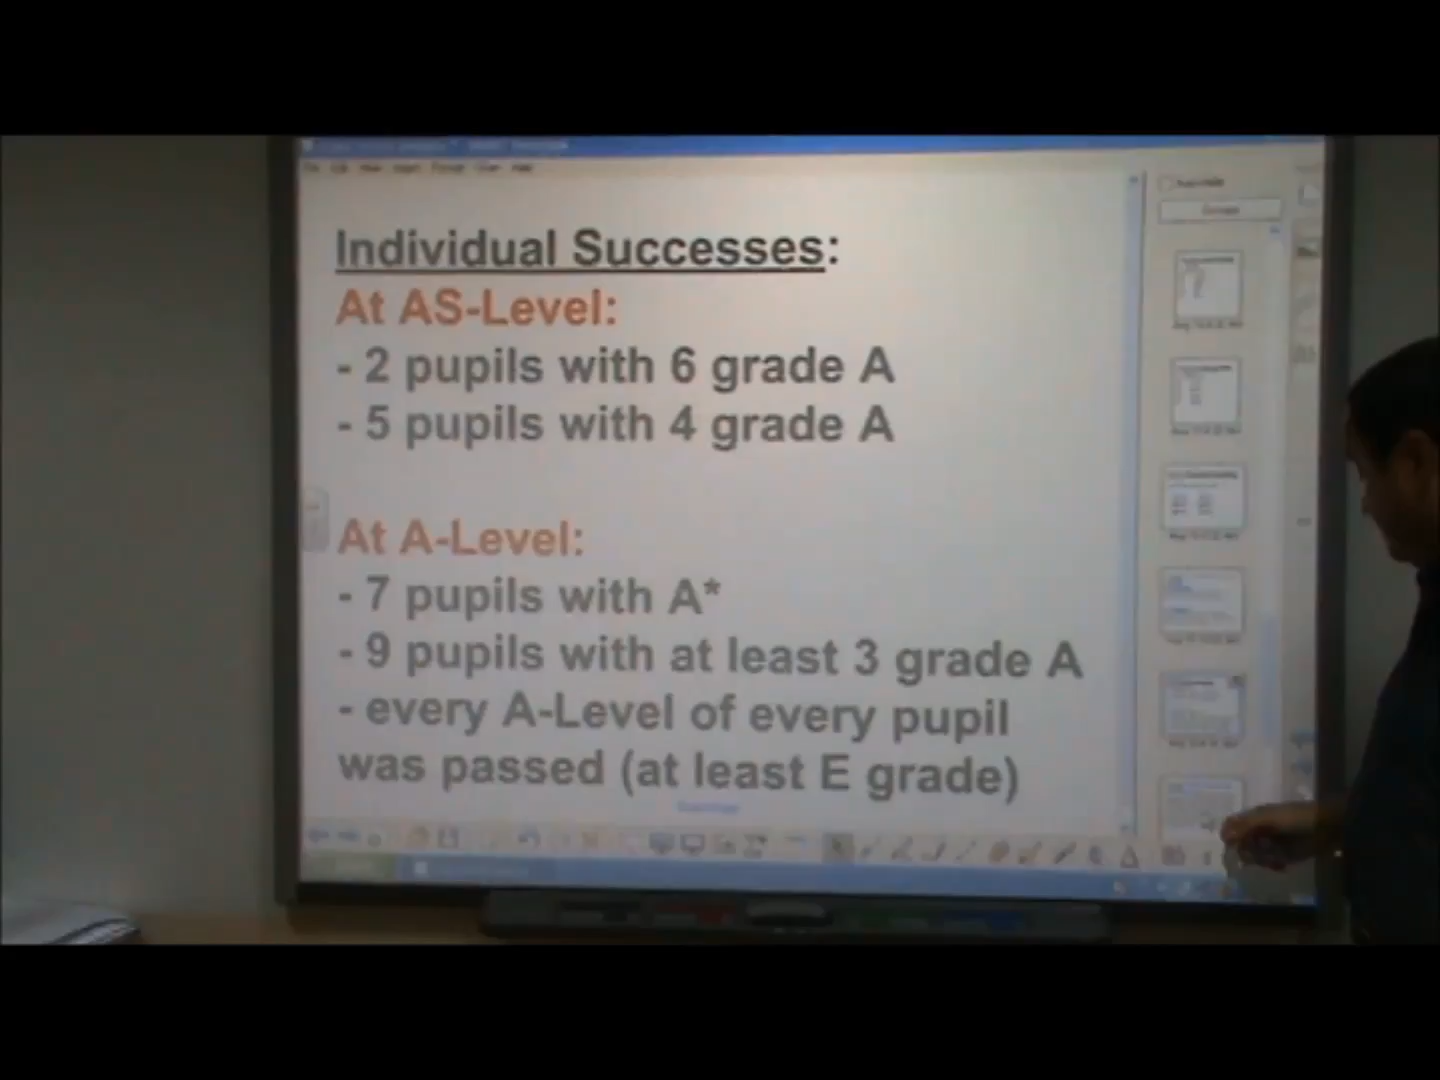 Individual Successes:
At AS-Level:
- 2 pupils with 6 grade A
- 5 pupils with 4 grade A
At A-Level:
- 7 pupils with A*
- 9 pupils with at least 3 grade A
- every A-Level of every pupil
was passed (at least E grade)